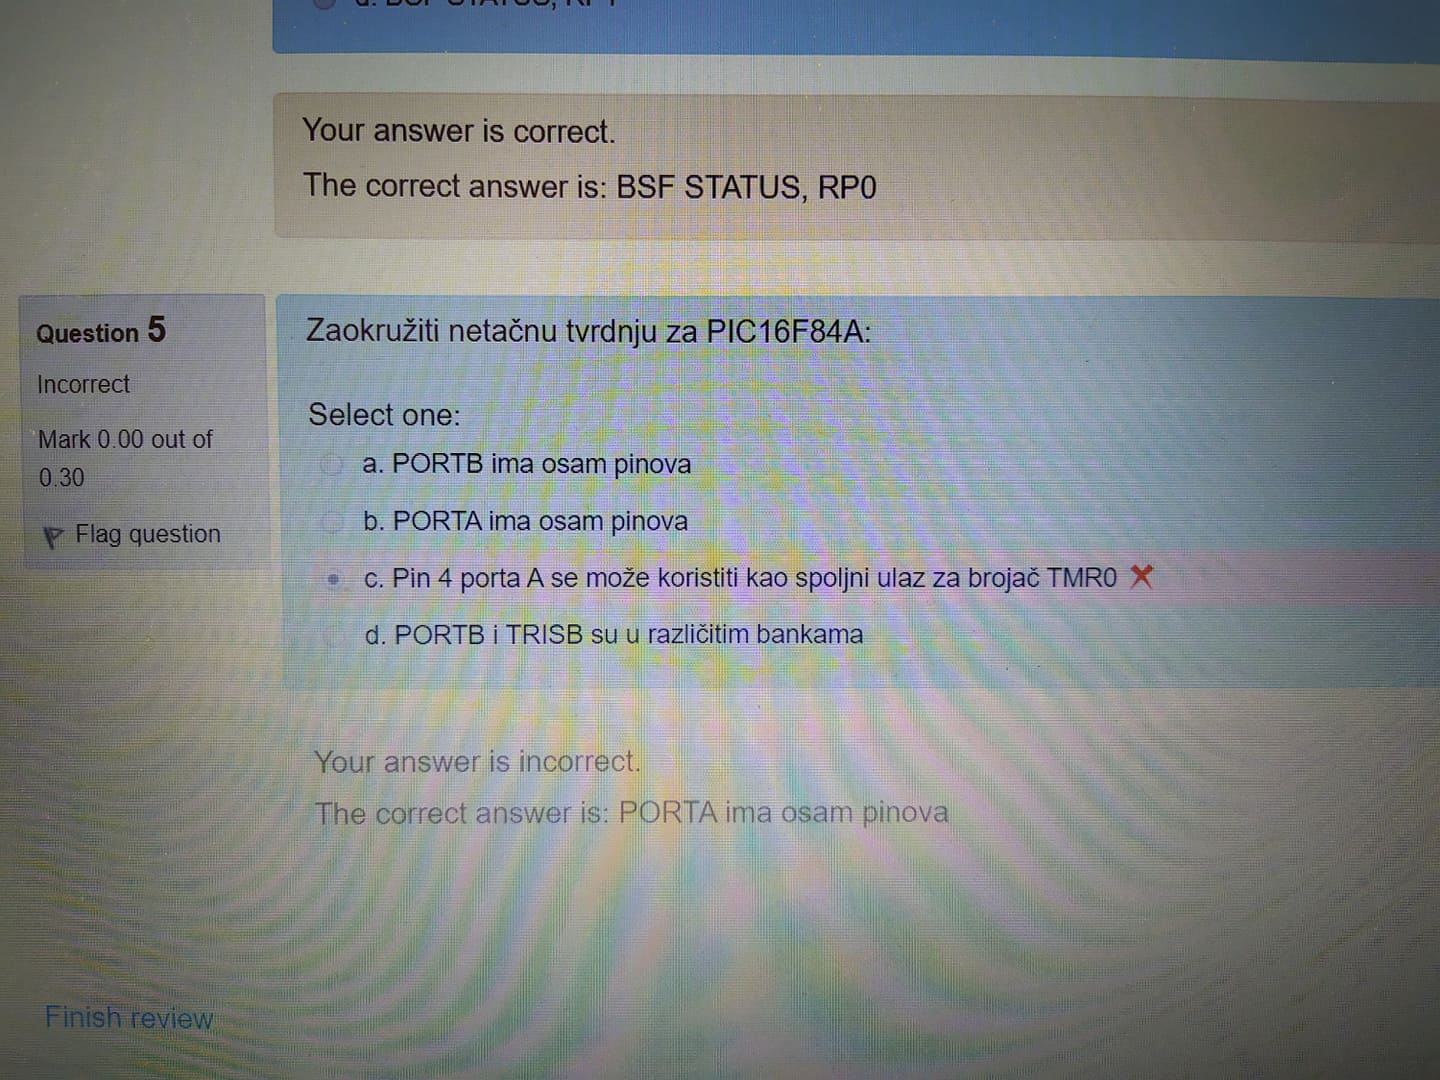 d. BSF STATUS, RP1
Your answer is correct.
The correct answer is: BSF STATUS, RP0
Question 5
Incorrect
Mark 0.00 out of
0.30
Flag question
Zaokružiti netačnu tvrdnju za PIC16F84A:
Select one:
a. PORTB ima osam pinova
b. PORTA ima osam pinova
c. Pin 4 porta A se može koristiti kao spoljni ulaz za brojač TMR0
d. PORTB i TRISB su u različitim bankama
Your answer is incorrect.
The correct answer is: PORTA ima osam pinova
Finish review